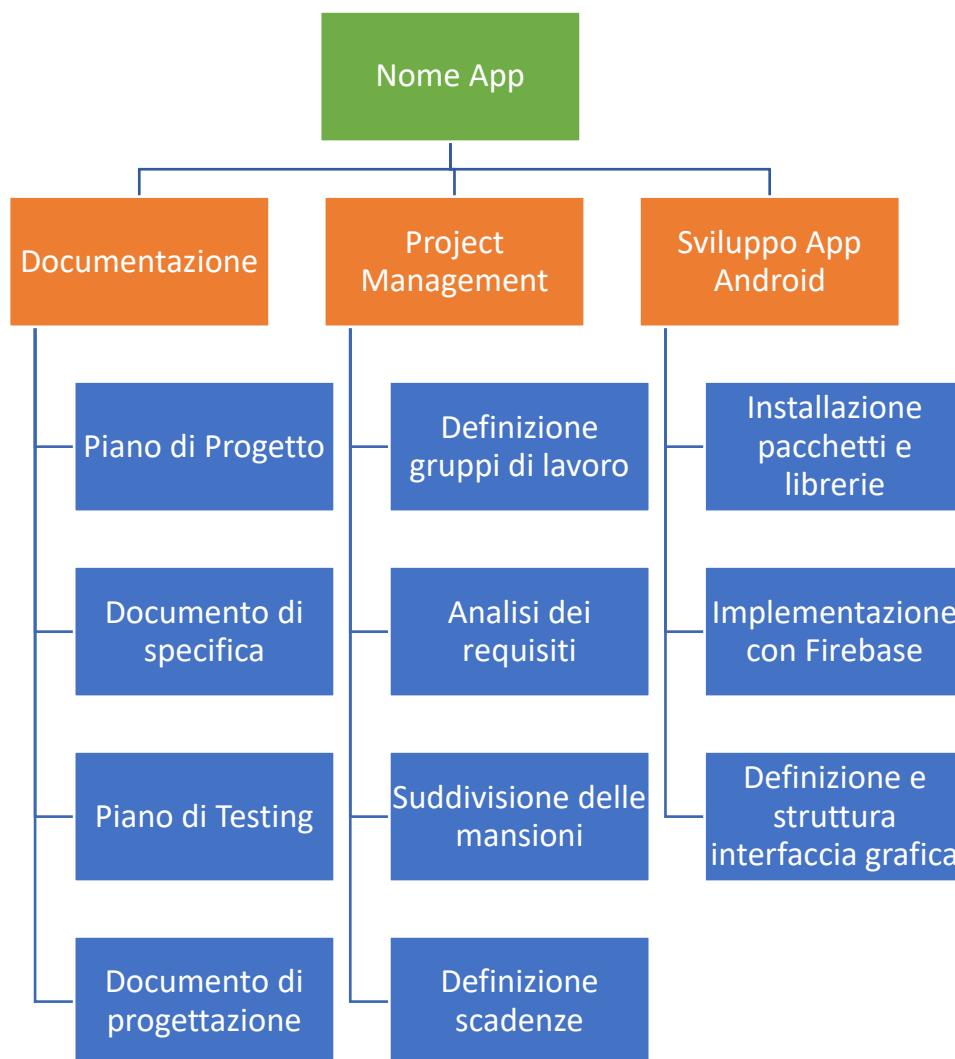 Nome App
Documentazione
Project
Management
Sviluppo App
Android
Piano di Progetto
Documento di
specifica
Piano di Testing
Documento di
progettazione
Definizione
gruppi di lavoro
Analisi dei
requisiti
Suddivisione delle
mansioni
Definizione
scadenze
Installazione
pacchetti e
librerie
Implementazione
con Firebase
Definizione e
struttura
interfaccia grafica